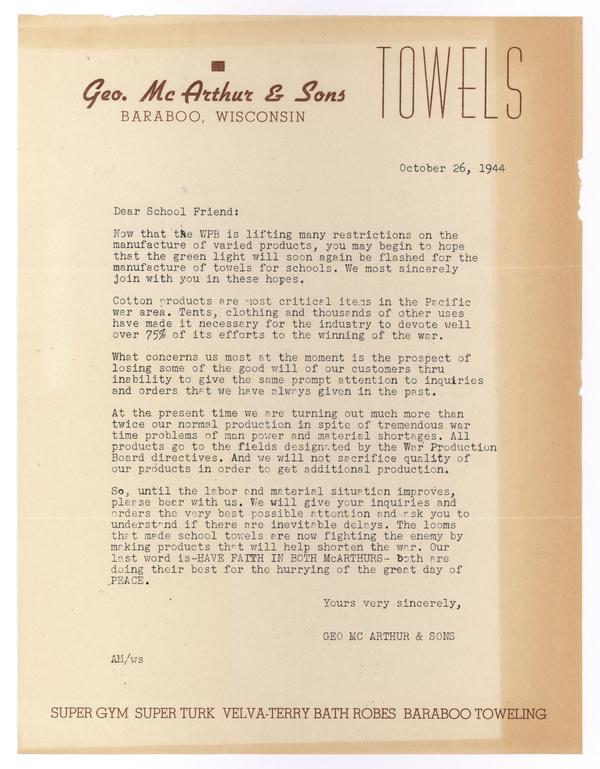 Geo. Mc Arthur & Sons
BARABOO, WISCONSIN
TOWELS
October 26, 1944
Dear School Friend:
Now that the WPB is lifting many restrictions on the
manufacture of varied products, you may begin to hope
that the green light will soon again be flashed for the
manufacture of towels for schools. We most sincerely
join with you in these hopes.
Cotton products are most critical items in the Pacific
war area. Tents, clothing and thousands of other uses
have made it necessary for the industry to devote well
over 75% of its efforts to the winning of the war.
What concerns us most at the moment is the prospect of
losing some of the good will of our customers thru
inability to give the same prompt attention to inquiries
and orders that we have always given in the past.
At the present time we are turning out much more than
twice our normal production in spite of tremendous war
time problems of man power and material shortages. All
products go to the fields designated by the War Production
Board directives. And we will not sacrifice quality of
our products in order to get additional production.
So, until the labor and material situation improves,
please bear with us. We will give your inquiries and
orders the very best possible attention and ask you to
understand if there are inevitable delays. The looms
that made school towels are now fighting the enemy by
making products that will help shorten the war. Our
last word is-HAVE FAITH IN BOTH McARTHURS- both are
doing their best for the hurrying of the great day of
PEACE.
Yours very sincerely,
GEO MC ARTHUR & SONS
AM/ws
SUPER GYM SUPER TURK VELVA-TERRY BATH ROBES BARABOO TOWELING